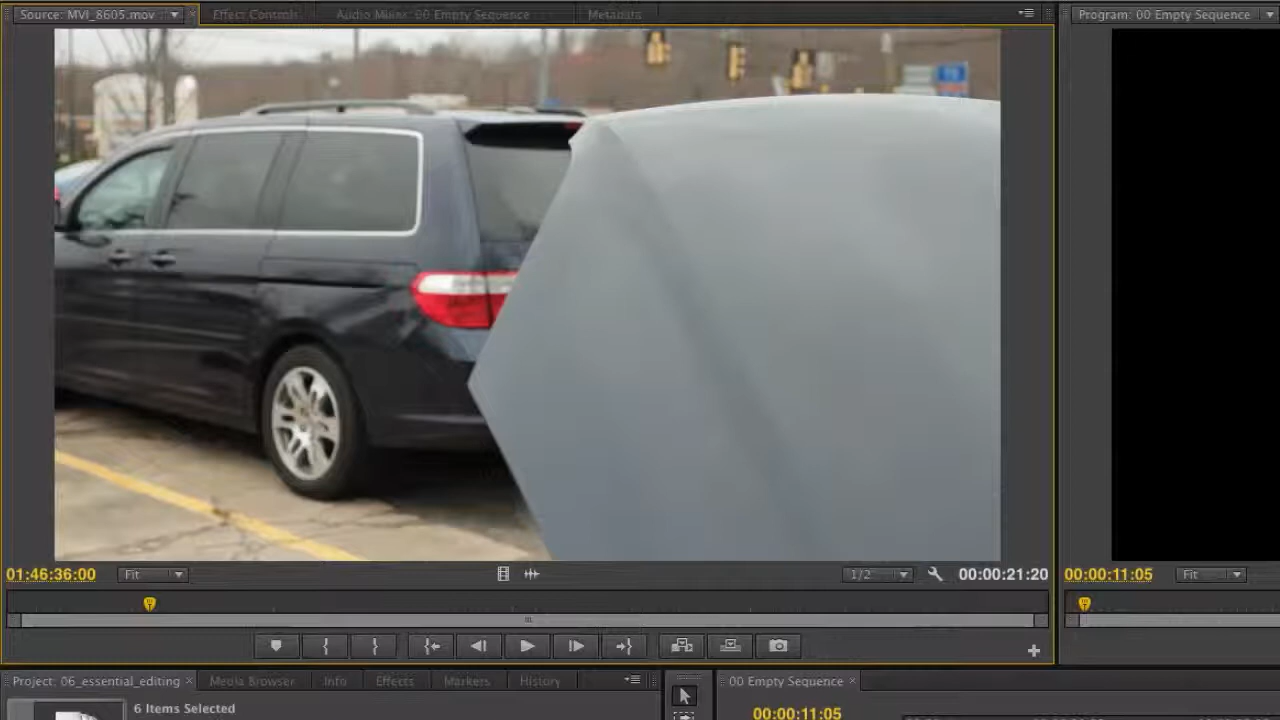 Source: MVI_8605.mov
Effect Controls
Audio Mixer: 00 Empty Sequence
Metadata
Program: 00 Empty Sequence
01:46:36:00
Fit
1/2
00:00:21:20
00:00:11:05
Fit
Project: 06_essential_editing
Media Browser
Info
Effects
Markers
History
00 Empty Sequence
6 Items Selected
00:00:11:05